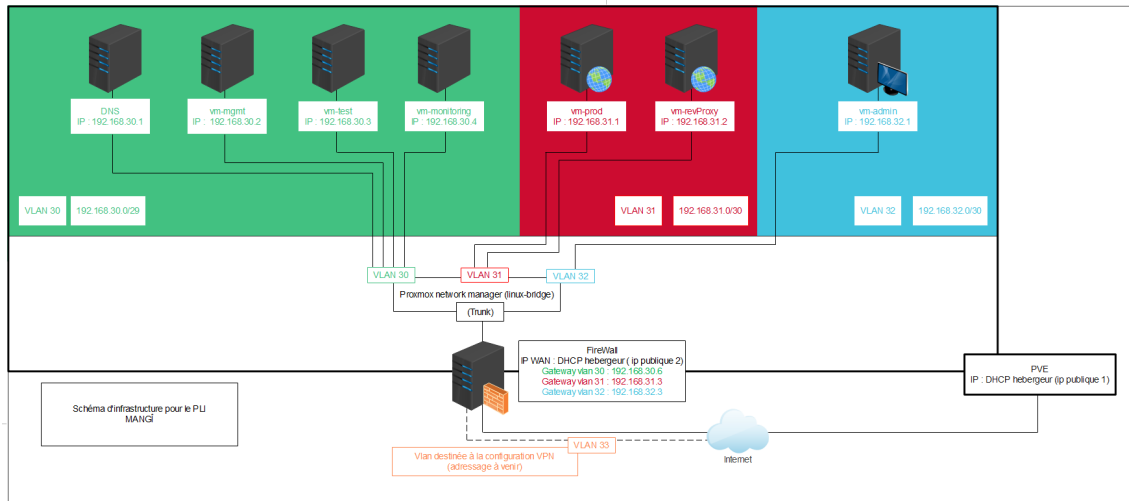 DNS
IP : 192.168.30.1
vm-mgmt
IP : 192.168.30.2
vm-test
IP : 192.168.30.3
vm-monitoring
IP : 192.168.30.4
vm-prod
IP : 192.168.31.1
vm-revProxy
IP : 192.168.31.2
vm-admin
IP : 192.168.32.1
VLAN 30
192.168.30.0/29
VLAN 31
192.168.31.0/30
VLAN 32
192.168.32.0/30
VLAN 30
VLAN 31
VLAN 32
Proxmox network manager (linux-bridge)
(Trunk)
FireWall
IP WAN : DHCP hebergeur ( ip publique 2)
Gateway vlan 30 : 192.168.30.6
Gateway vlan 31 : 192.168.31.3
Gateway vlan 32 : 192.168.32.3
PVE
IP : DHCP hebergeur (ip publique 1)
Schéma d'infrastructure pour le PLI
MANGÎ
VLAN 33
Vlan destinée à la configuration VPN
(adressage à venir)
Internet